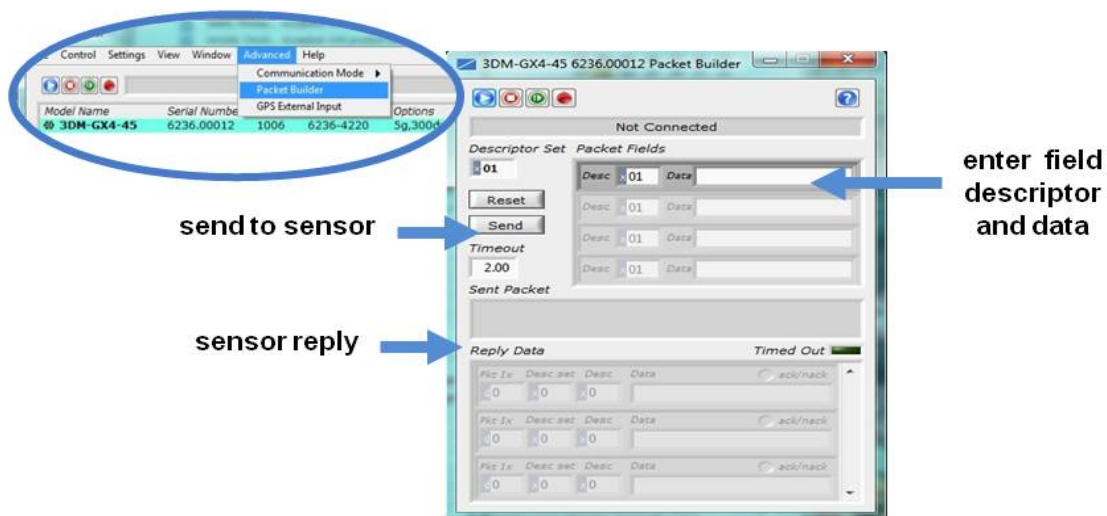 Control Settings View Window Advanced Help
Communication Mode
Packet Builder
GPS External Input
Model Name Serial Numbe Options
3DM-GX4-45 6236.00012 1006 6236-4220 5g,300d
3DM-GX4-45 6236.00012 Packet Builder
Not Connected
Descriptor Set Packet Fields
x 01
Desc x 01 Data
Reset
Desc x 01 Data
Send
Desc x 01 Data
Timeout
2.00
Desc x 01 Data
Sent Packet
Reply Data Timed Out
Pkt Ix Desc set Desc Data ack/nack
d 0 x 0 x 0
Pkt Ix Desc set Desc Data ack/nack
d 0 x 0 x 0
Pkt Ix Desc set Desc Data ack/nack
d 0 x 0 x 0
send to sensor
sensor reply
enter field
descriptor
and data